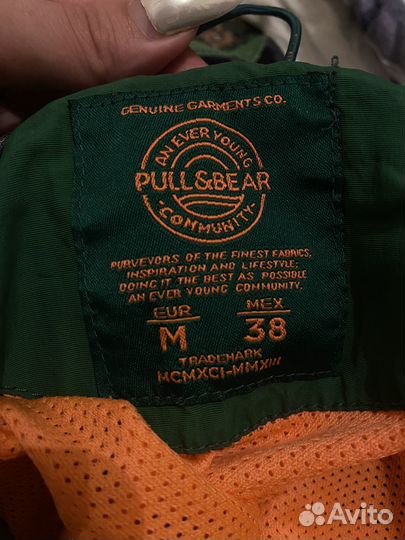 GENUINE GARMENTS CO.
AN EVER YOUNG
PULL&BEAR
COMMUNITY
PURVEYORS OF THE FINEST FABRICS,
INSPIRATION AND LIFESTYLE;
DOING IT THE BEST AS POSSIBLE
AN EVER YOUNG COMMUNITY.
EUR MEX
M 38
TRADEMARK
MCMXCI-MMXIII
Avito